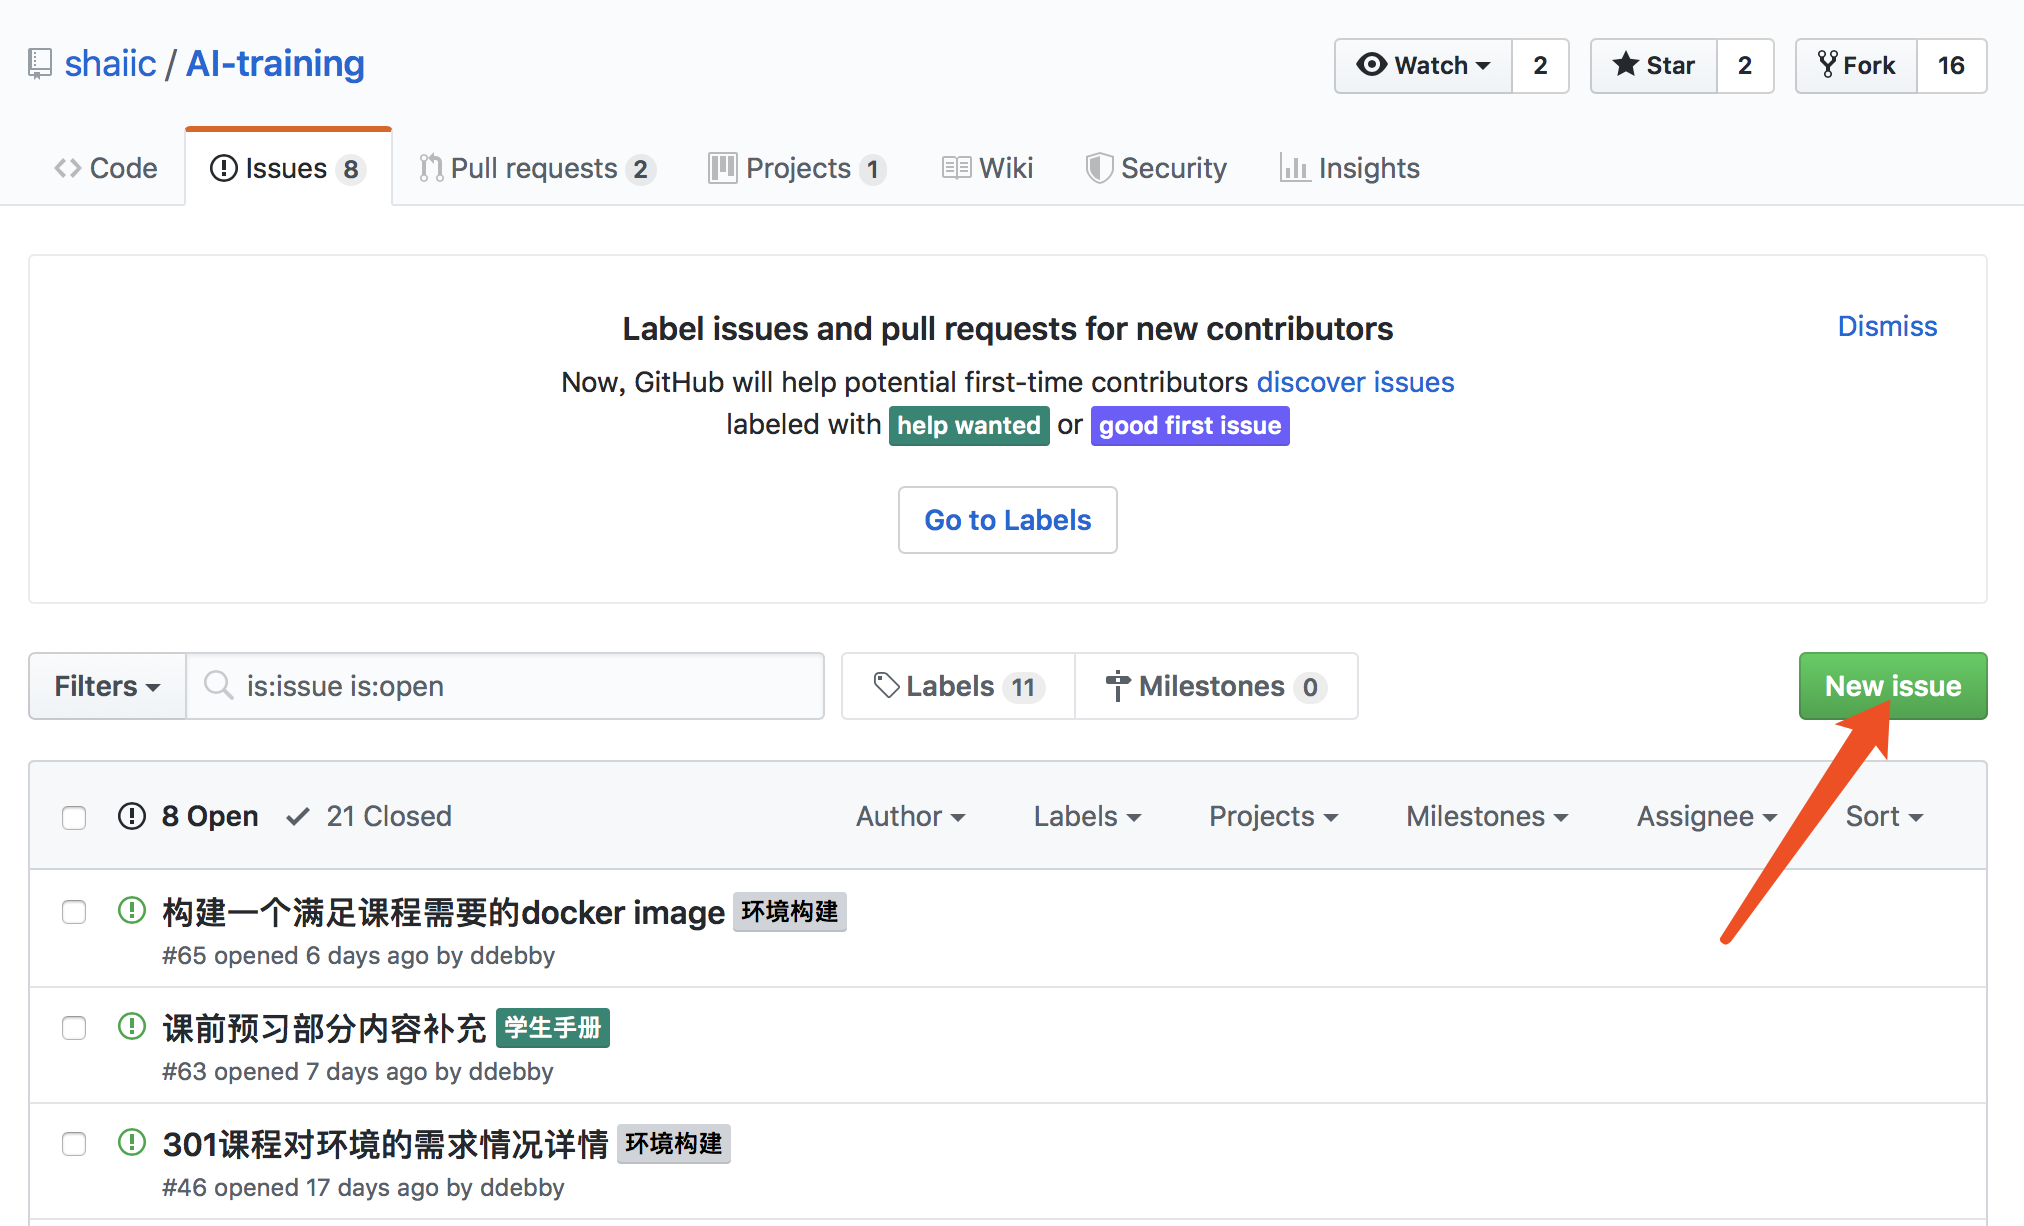 shaiic / AI-training
Watch 2 Star 2 Fork 16
Code Issues 8 Pull requests 2 Projects 1 Wiki Security Insights
Label issues and pull requests for new contributors
Dismiss
Now, GitHub will help potential first-time contributors discover issues
labeled with help wanted or good first issue
Go to Labels
Filters is:issue is:open Labels 11 Milestones 0 New issue
8 Open 21 Closed Author Labels Projects Milestones Assignee Sort
构建一个满足课程需要的docker image 环境构建
#65 opened 6 days ago by ddebby
课前预习部分内容补充 学生手册
#63 opened 7 days ago by ddebby
301课程对环境的需求情况详情 环境构建
#46 opened 17 days ago by ddebby